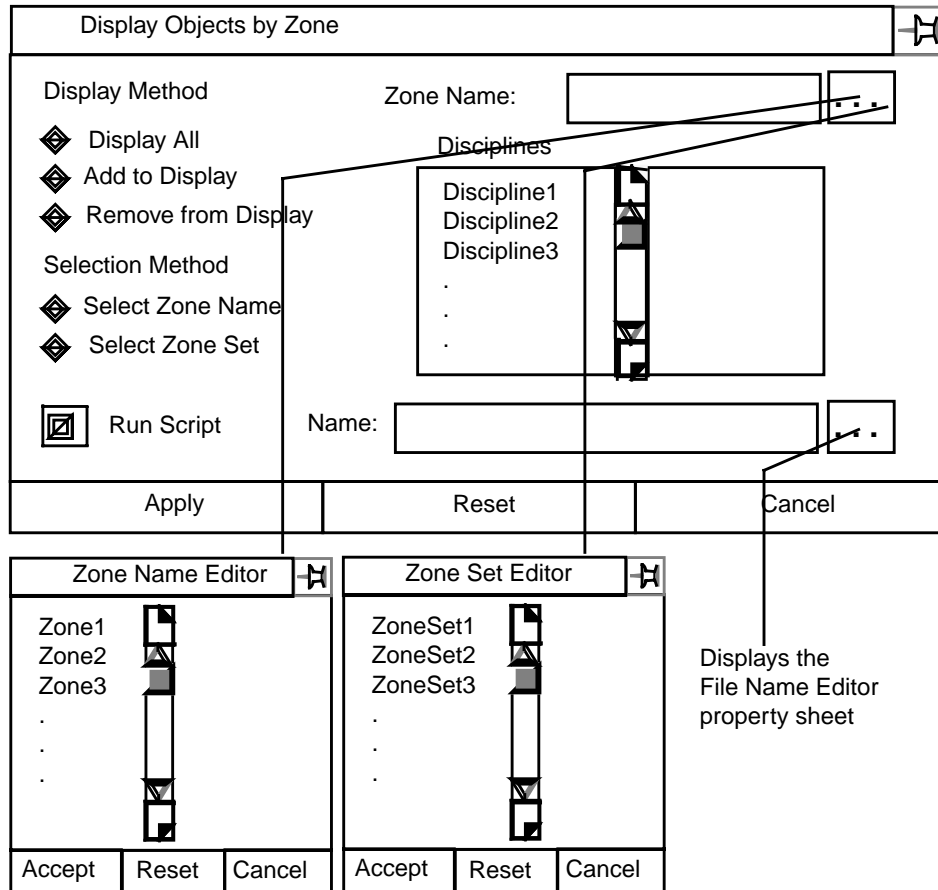 Display Objects by Zone
Display Method
Display All
Add to Display
Remove from Display
Selection Method
Select Zone Name
Select Zone Set
Run Script
Zone Name:
...
Disciplines
Discipline1
Discipline2
Discipline3
.
.
.
Name:
...
Apply
Reset
Cancel
Zone Name Editor
Zone1
Zone2
Zone3
.
.
.
Accept
Reset
Cancel
Zone Set Editor
ZoneSet1
ZoneSet2
ZoneSet3
.
.
.
Accept
Reset
Cancel
Displays the
File Name Editor
property sheet